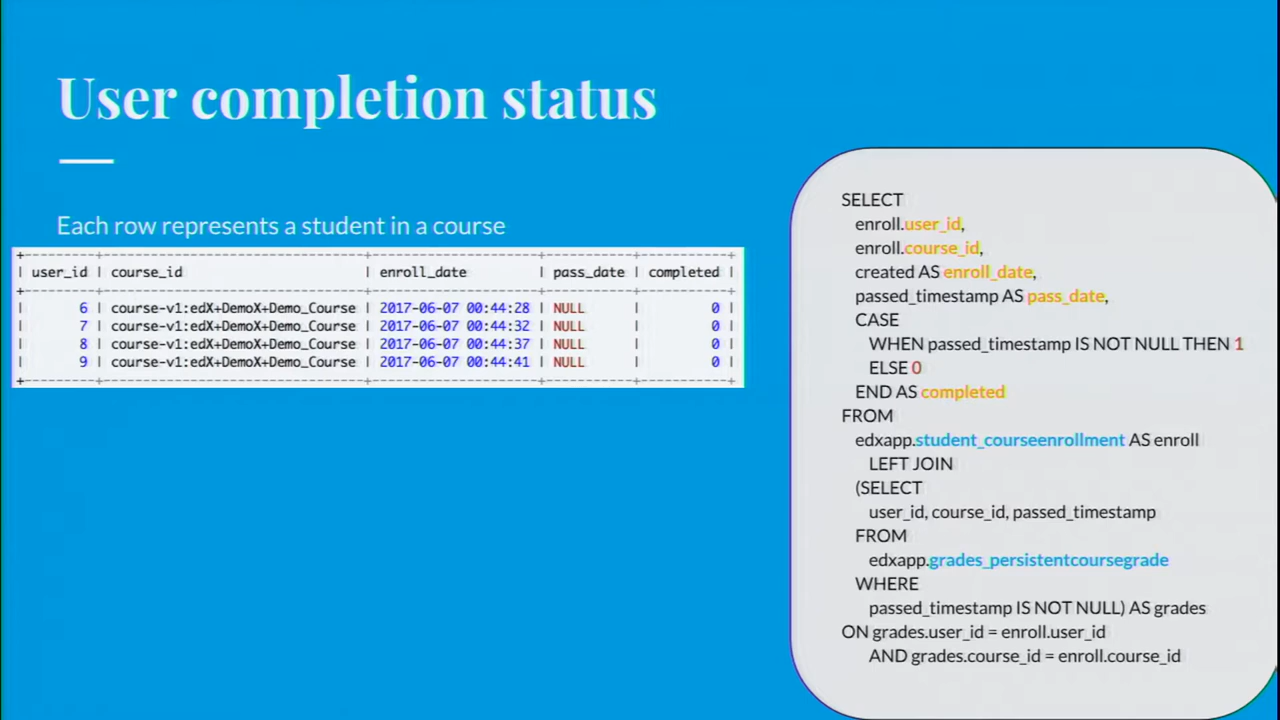 User completion status
Each row represents a student in a course
+---------+------------------------------+---------------------+-----------+-----------+
| user_id | course_id | enroll_date | pass_date | completed |
+---------+------------------------------+---------------------+-----------+-----------+
| 6 | course-v1:edX+DemoX+Demo_Course | 2017-06-07 00:44:28 | NULL | 0 |
| 7 | course-v1:edX+DemoX+Demo_Course | 2017-06-07 00:44:32 | NULL | 0 |
| 8 | course-v1:edX+DemoX+Demo_Course | 2017-06-07 00:44:37 | NULL | 0 |
| 9 | course-v1:edX+DemoX+Demo_Course | 2017-06-07 00:44:41 | NULL | 0 |
+---------+------------------------------+---------------------+-----------+-----------+
SELECT
enroll.user_id,
enroll.course_id,
created AS enroll_date,
passed_timestamp AS pass_date,
CASE
WHEN passed_timestamp IS NOT NULL THEN 1
ELSE 0
END AS completed
FROM
edxapp.student_courseenrollment AS enroll
LEFT JOIN
(SELECT
user_id, course_id, passed_timestamp
FROM
edxapp.grades_persistentcoursegrade
WHERE
passed_timestamp IS NOT NULL) AS grades
ON grades.user_id = enroll.user_id
AND grades.course_id = enroll.course_id